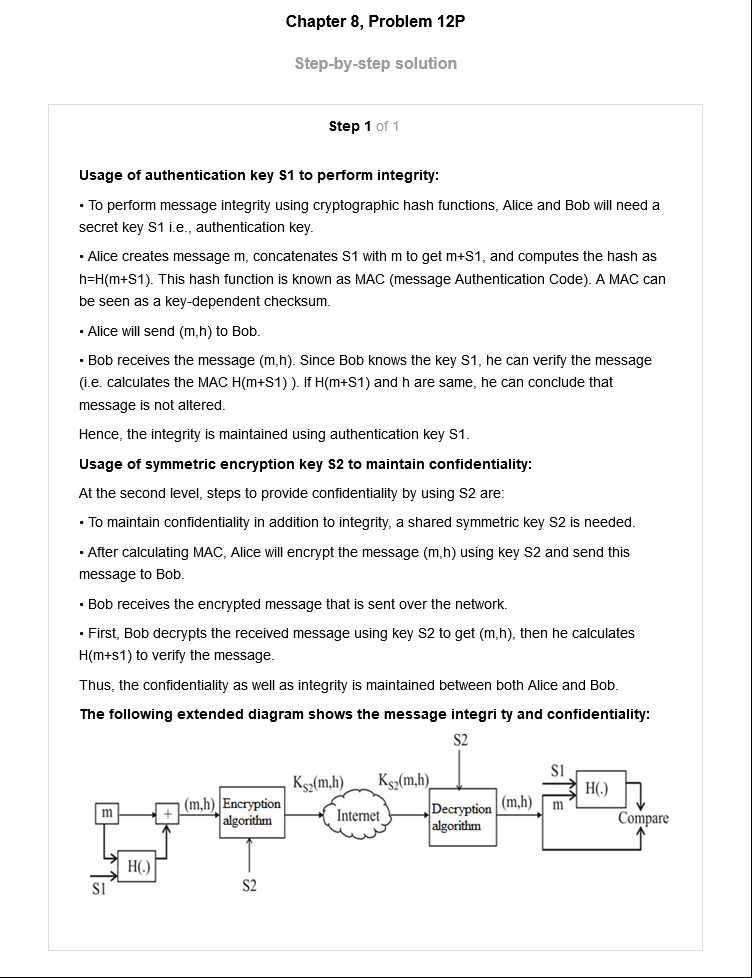 Chapter 8, Problem 12P
Step-by-step solution
Step 1 of 1
Usage of authentication key S1 to perform integrity:
• To perform message integrity using cryptographic hash functions, Alice and Bob will need a
secret key S1 i.e., authentication key.
• Alice creates message m, concatenates S1 with m to get m+S1, and computes the hash as
h=H(m+S1). This hash function is known as MAC (message Authentication Code). A MAC can
be seen as a key-dependent checksum.
• Alice will send (m,h) to Bob.
• Bob receives the message (m,h). Since Bob knows the key S1, he can verify the message
(i.e. calculates the MAC H(m+S1) ). If H(m+S1) and h are same, he can conclude that
message is not altered.
Hence, the integrity is maintained using authentication key S1.
Usage of symmetric encryption key S2 to maintain confidentiality:
At the second level, steps to provide confidentiality by using S2 are:
• To maintain confidentiality in addition to integrity, a shared symmetric key S2 is needed.
• After calculating MAC, Alice will encrypt the message (m,h) using key S2 and send this
message to Bob.
• Bob receives the encrypted message that is sent over the network.
• First, Bob decrypts the received message using key S2 to get (m,h), then he calculates
H(m+s1) to verify the message.
Thus, the confidentiality as well as integrity is maintained between both Alice and Bob.
The following extended diagram shows the message integri ty and confidentiality:
S2
K_S2(m,h) K_S2(m,h) S1
H(.)
m + (m,h) Encryption algorithm Internet Decryption algorithm (m,h) m
Compare
H(.)
S1 S2